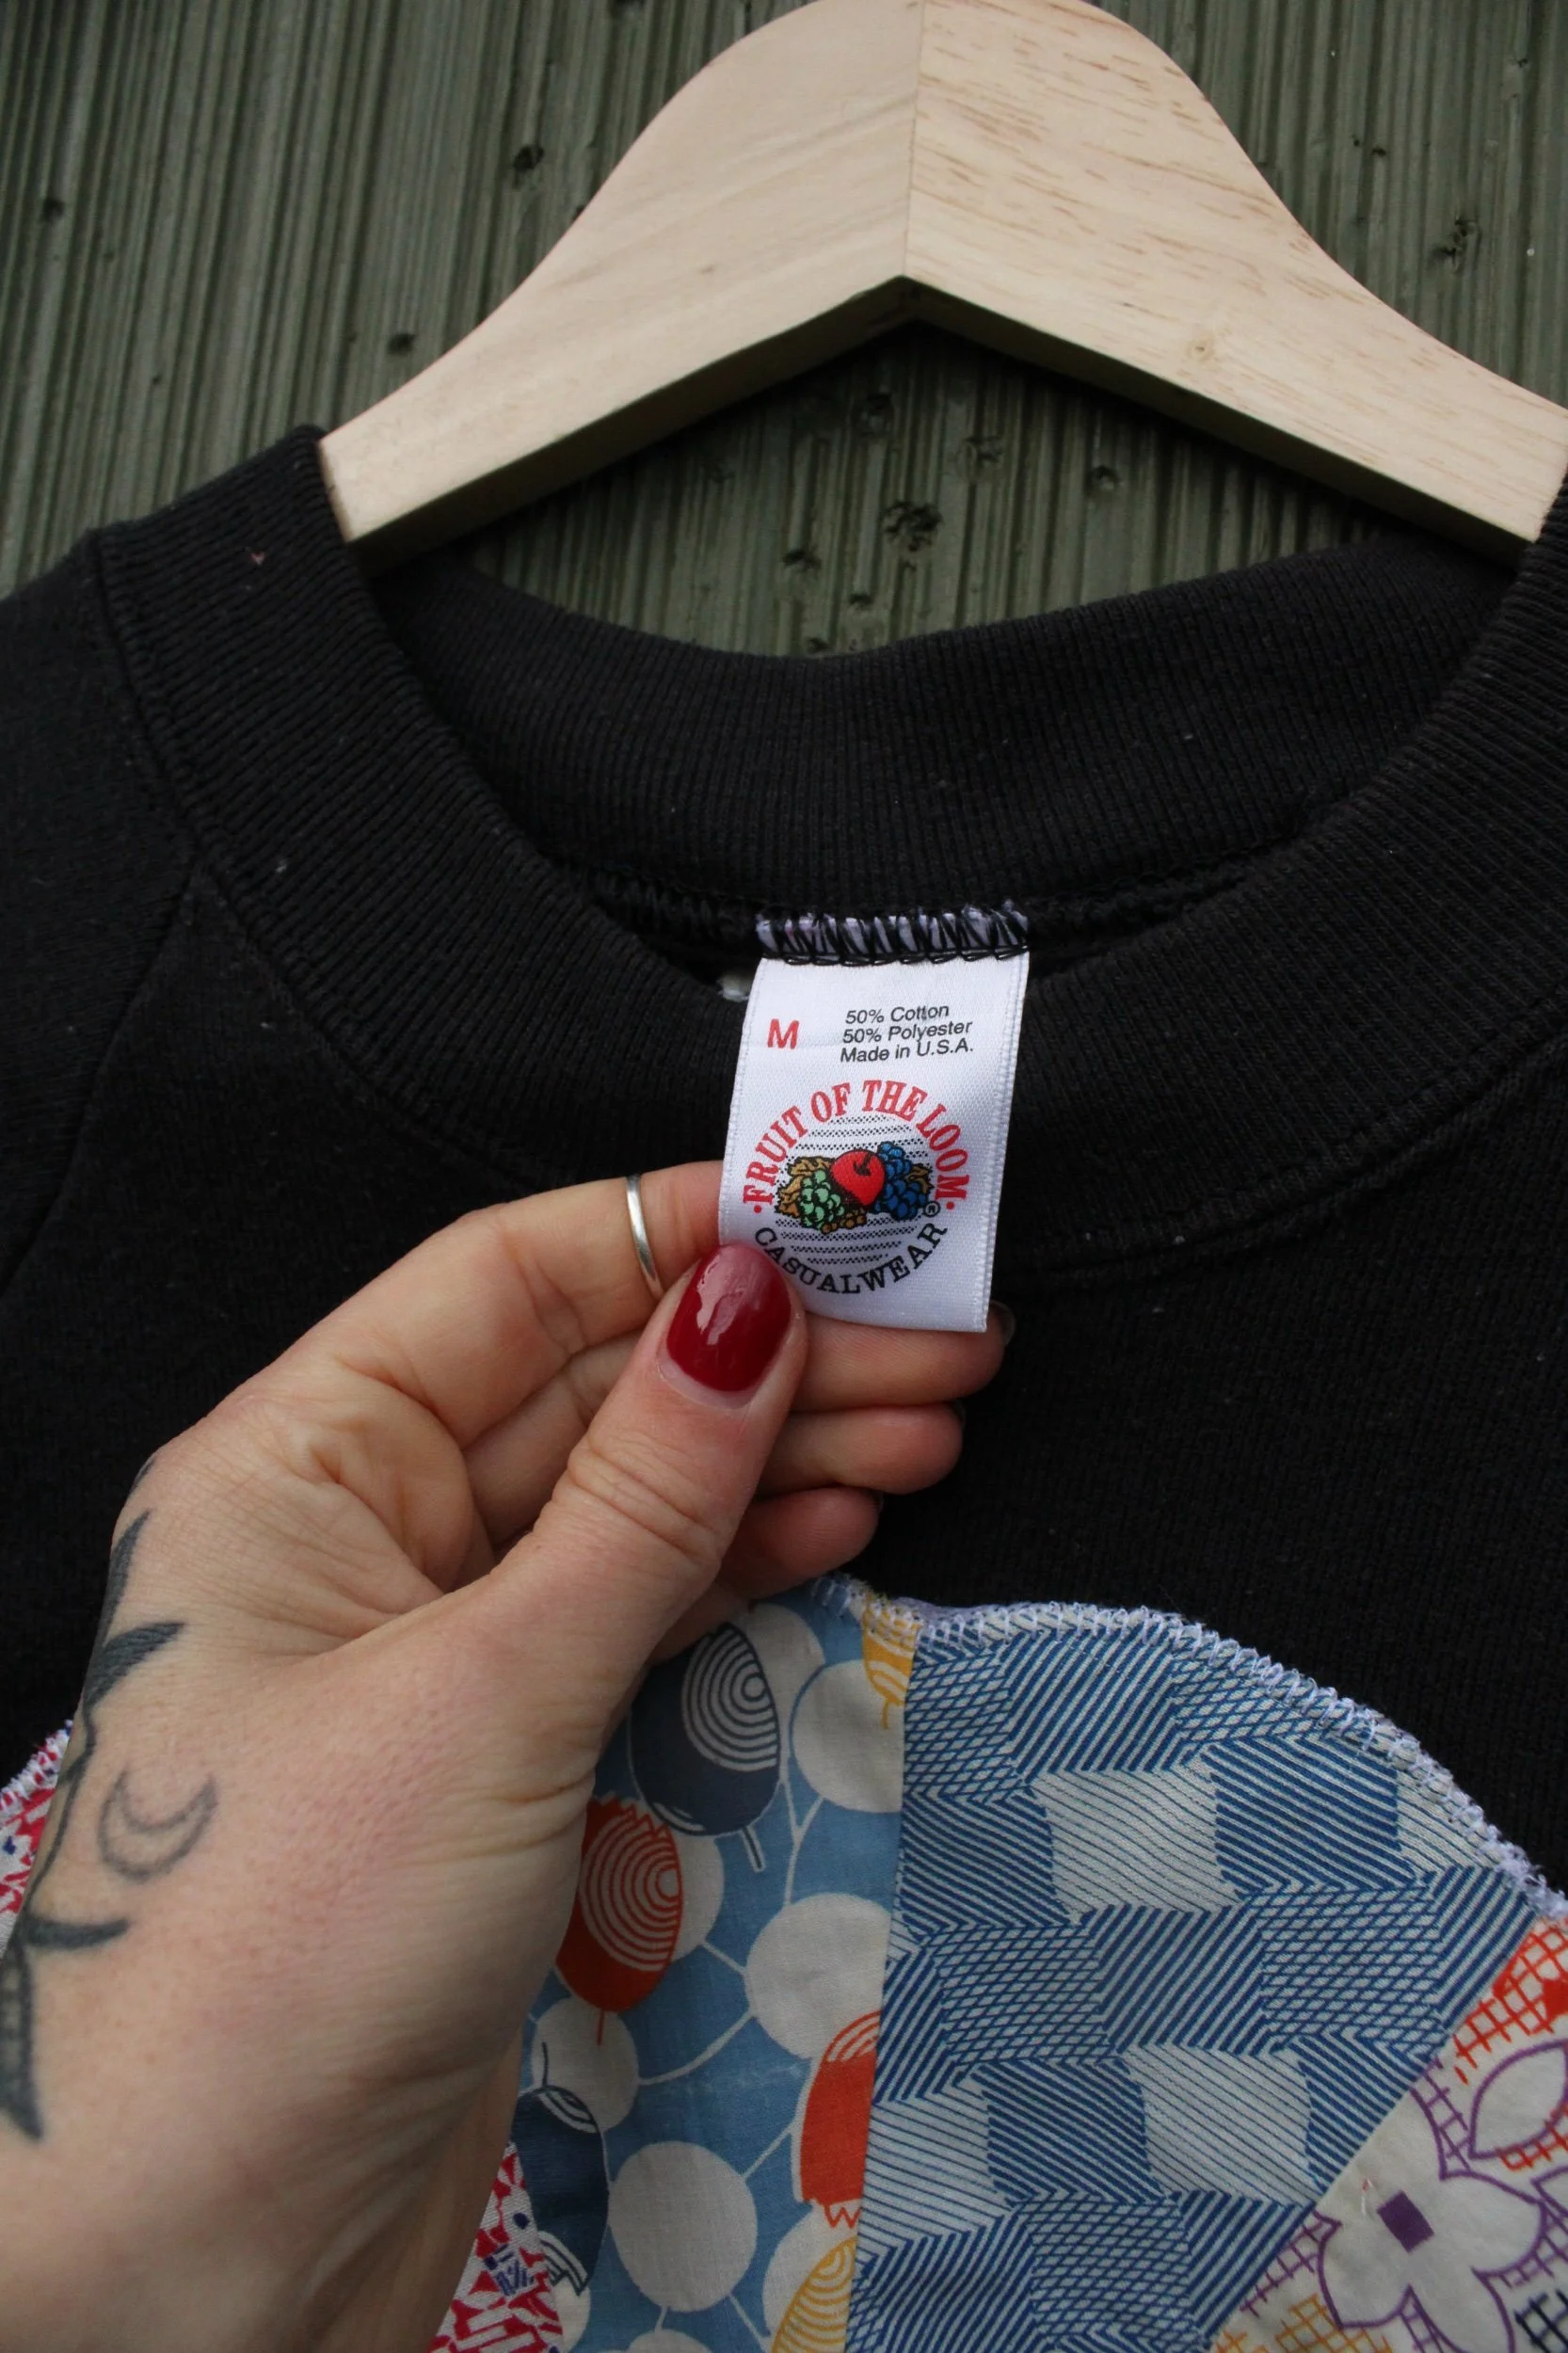 M
50% Cotton
50% Polyester
Made in U.S.A.
FRUIT OF THE LOOM
®
CASUALWEAR